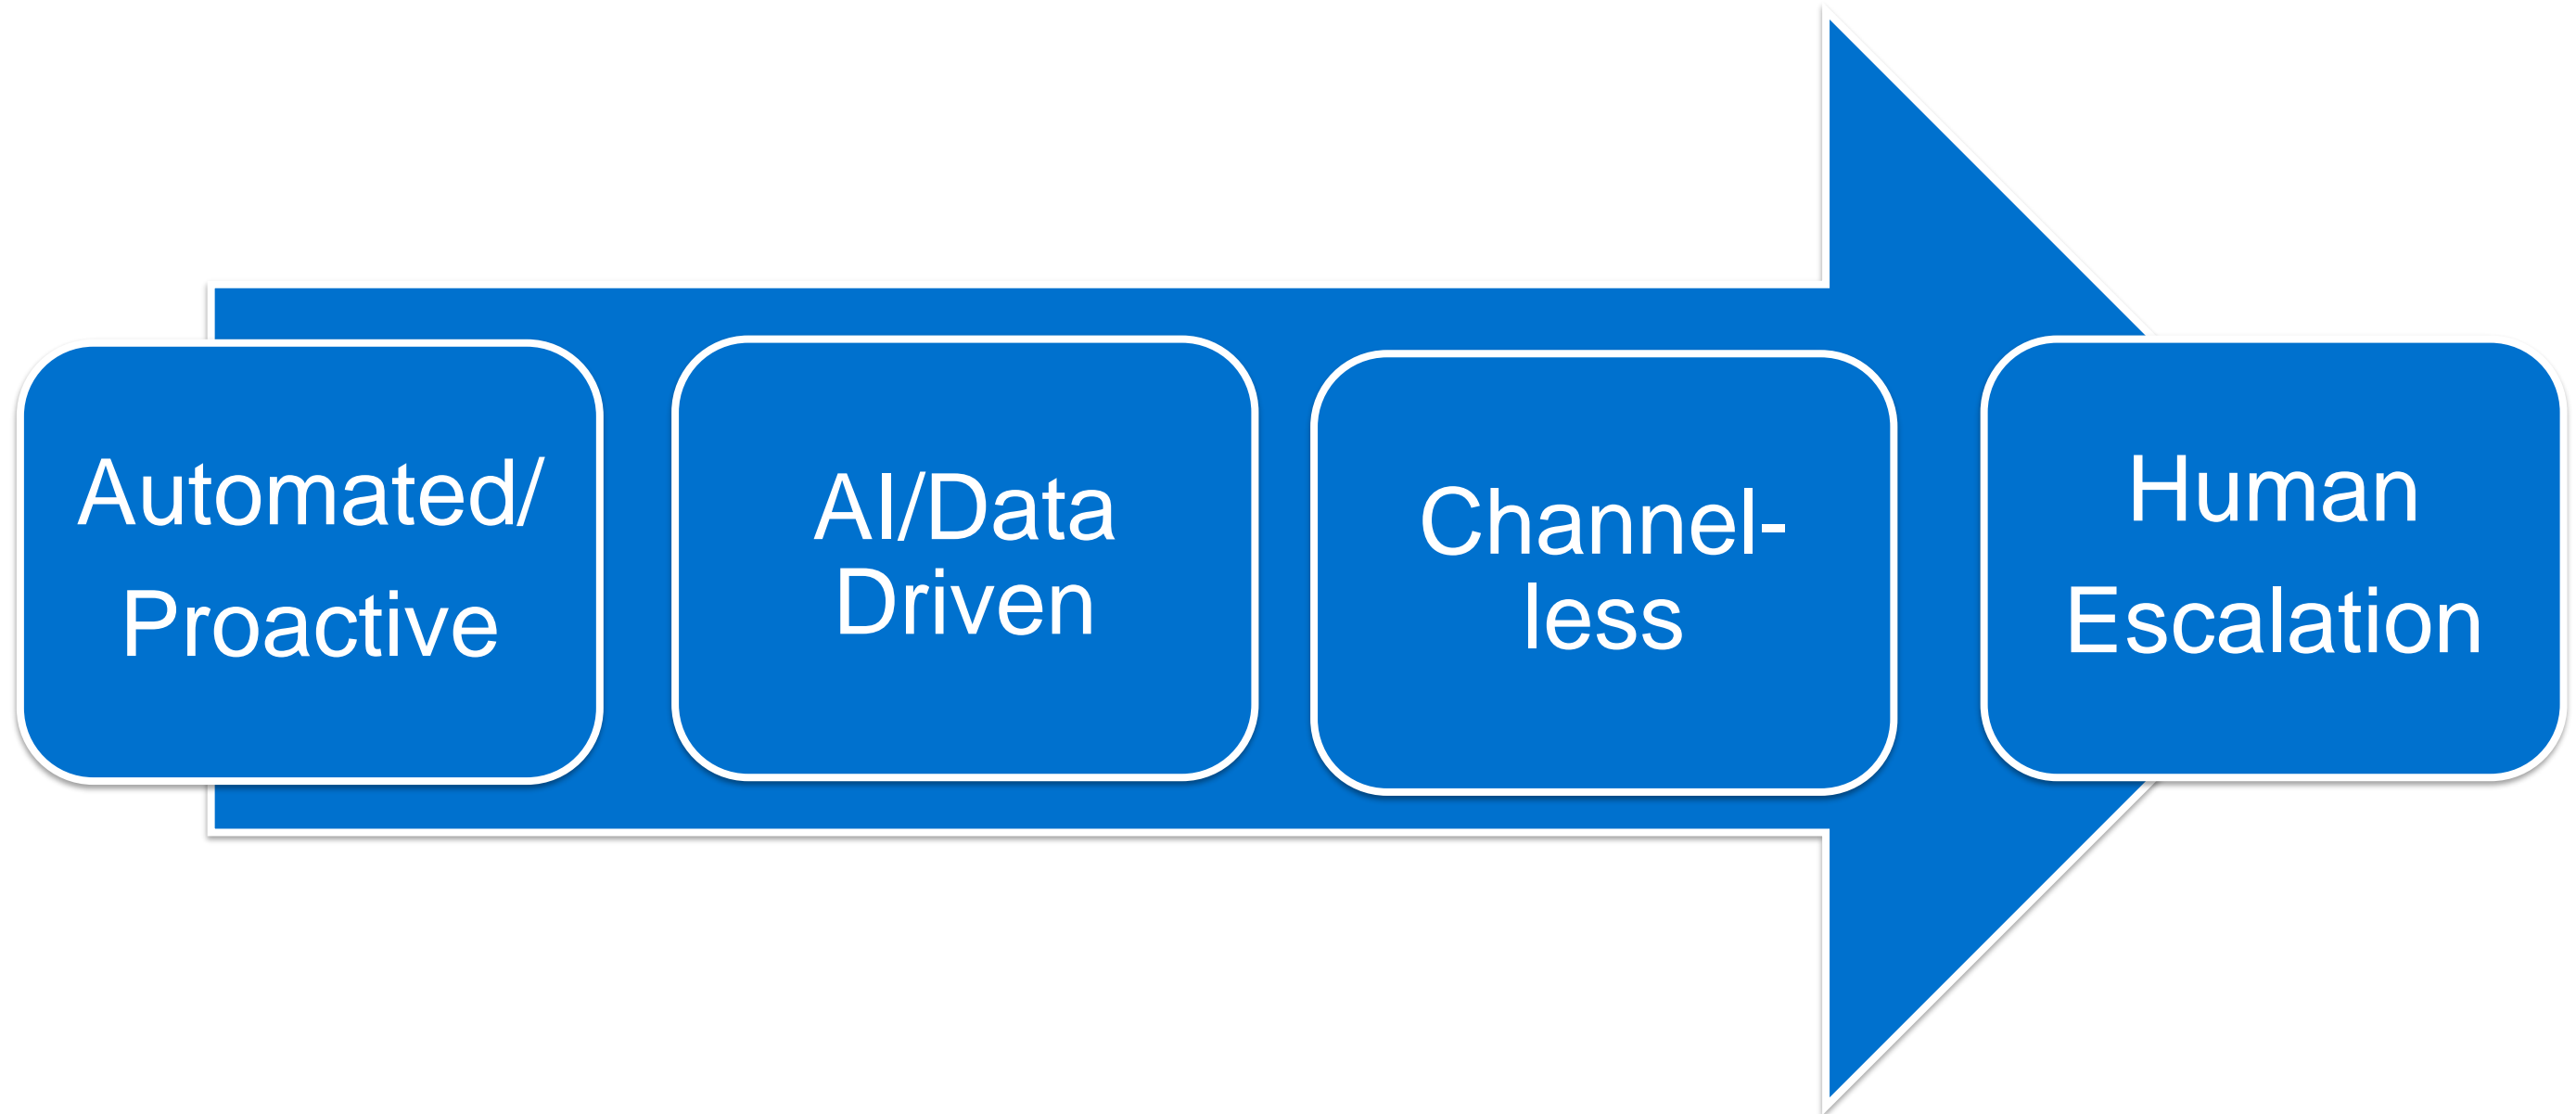 Automated/
Proactive
AI/Data
Driven
Channel-
less
Human
Escalation